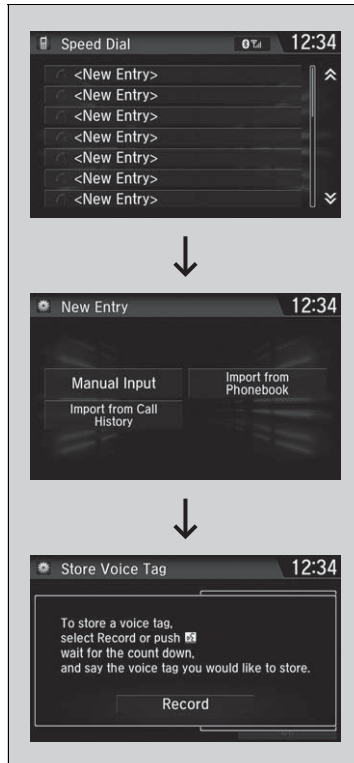 Speed Dial
12:34
<New Entry>
<New Entry>
<New Entry>
<New Entry>
<New Entry>
<New Entry>
<New Entry>
New Entry
12:34
Manual Input
Import from
Phonebook
Import from Call
History
Store Voice Tag
12:34
To store a voice tag,
select Record or push
wait for the count down,
and say the voice tag you would like to store.
Record